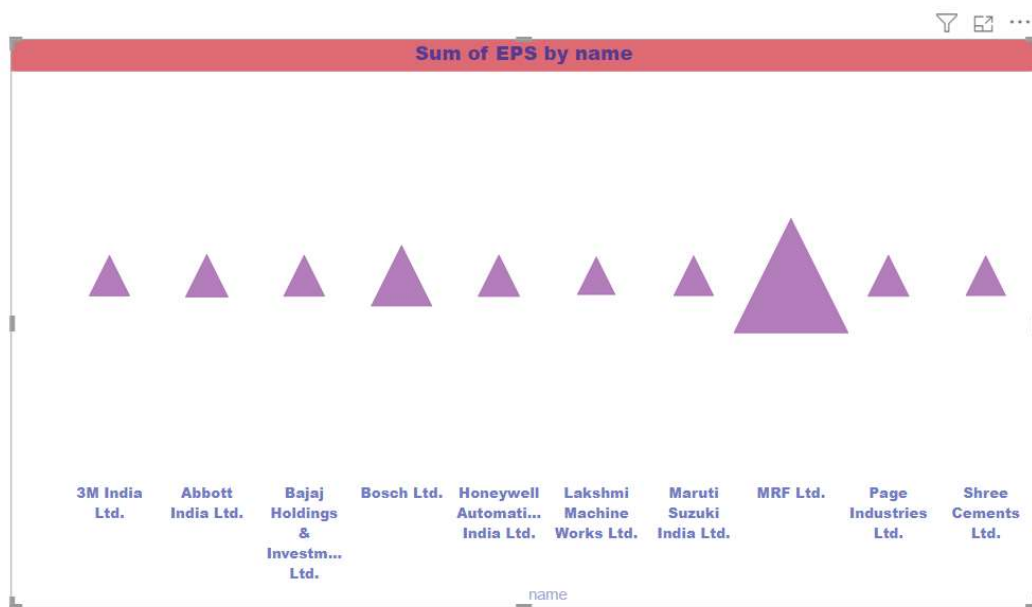 Sum of EPS by name
3M India
Ltd.
Abbott
India Ltd.
Bajaj
Holdings
&
Investm...
Ltd.
Bosch Ltd.
Honeywell
Automati...
India Ltd.
Lakshmi
Machine
Works Ltd.
Maruti
Suzuki
India Ltd.
MRF Ltd.
Page
Industries
Ltd.
Shree
Cements
Ltd.
name